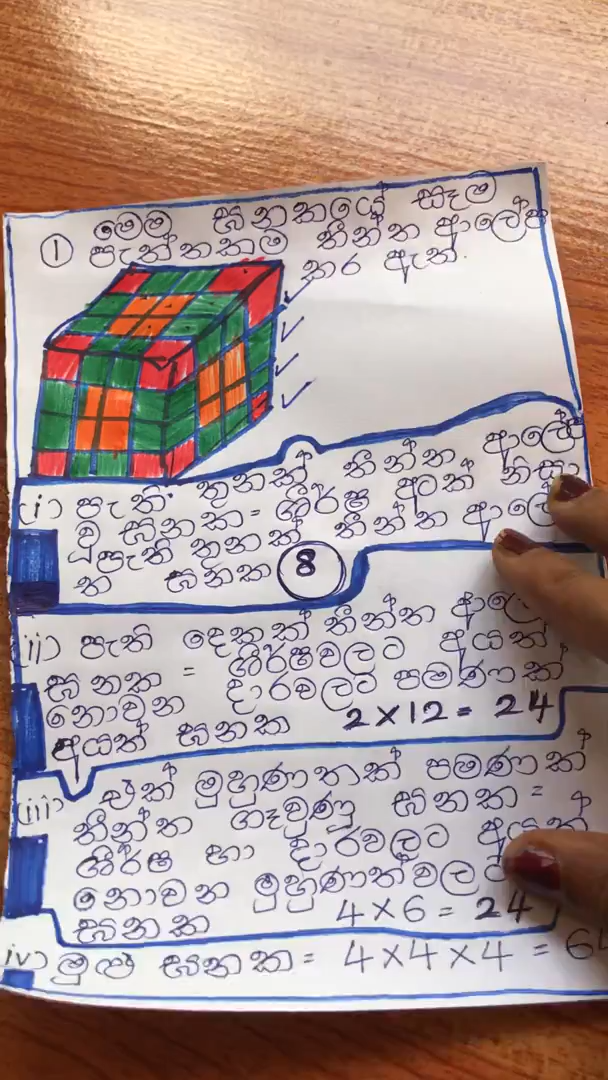 ① මෙම ඝනකයේ සෑම
පැත්තකම තීන්ත ආලේප
කර ඇත.
(i) පැති තුනක් තීන්ත ආලේප
වූ ඝනක = ශීර්ෂ අටක් නිසා
පැති තුනක් තීන්ත ආලේ
ත ඝනක 8
(ii) පැති දෙකක් තීන්ත ආලේ
ඝනක = ශීර්ෂවලට අයත්
නොවන දාරවලට පමණක්
අයත් ඝනක 2×12= 24
(iii) එක් මුහුණතක් පමණක්
තීන්ත ගෑවුණු ඝනක =
ශීර්ෂ හා දාරවලට අයත්
නොවන මුහුණත්වලට
ඝනක 4×6 = 24
iv) මුළු ඝනක = 4×4×4 = 64